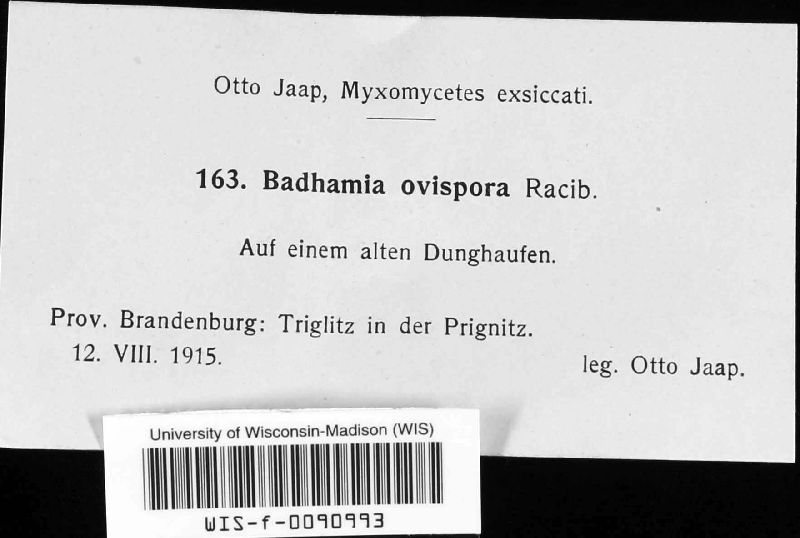 Otto Jaap, Myxomycetes exsiccati.
163. Badhamia ovispora Racib.
Auf einem alten Dunghaufen.
Prov. Brandenburg: Triglitz in der Prignitz.
12. VIII. 1915.
leg. Otto Jaap.
University of Wisconsin-Madison (WIS)
WIS-f-0090993